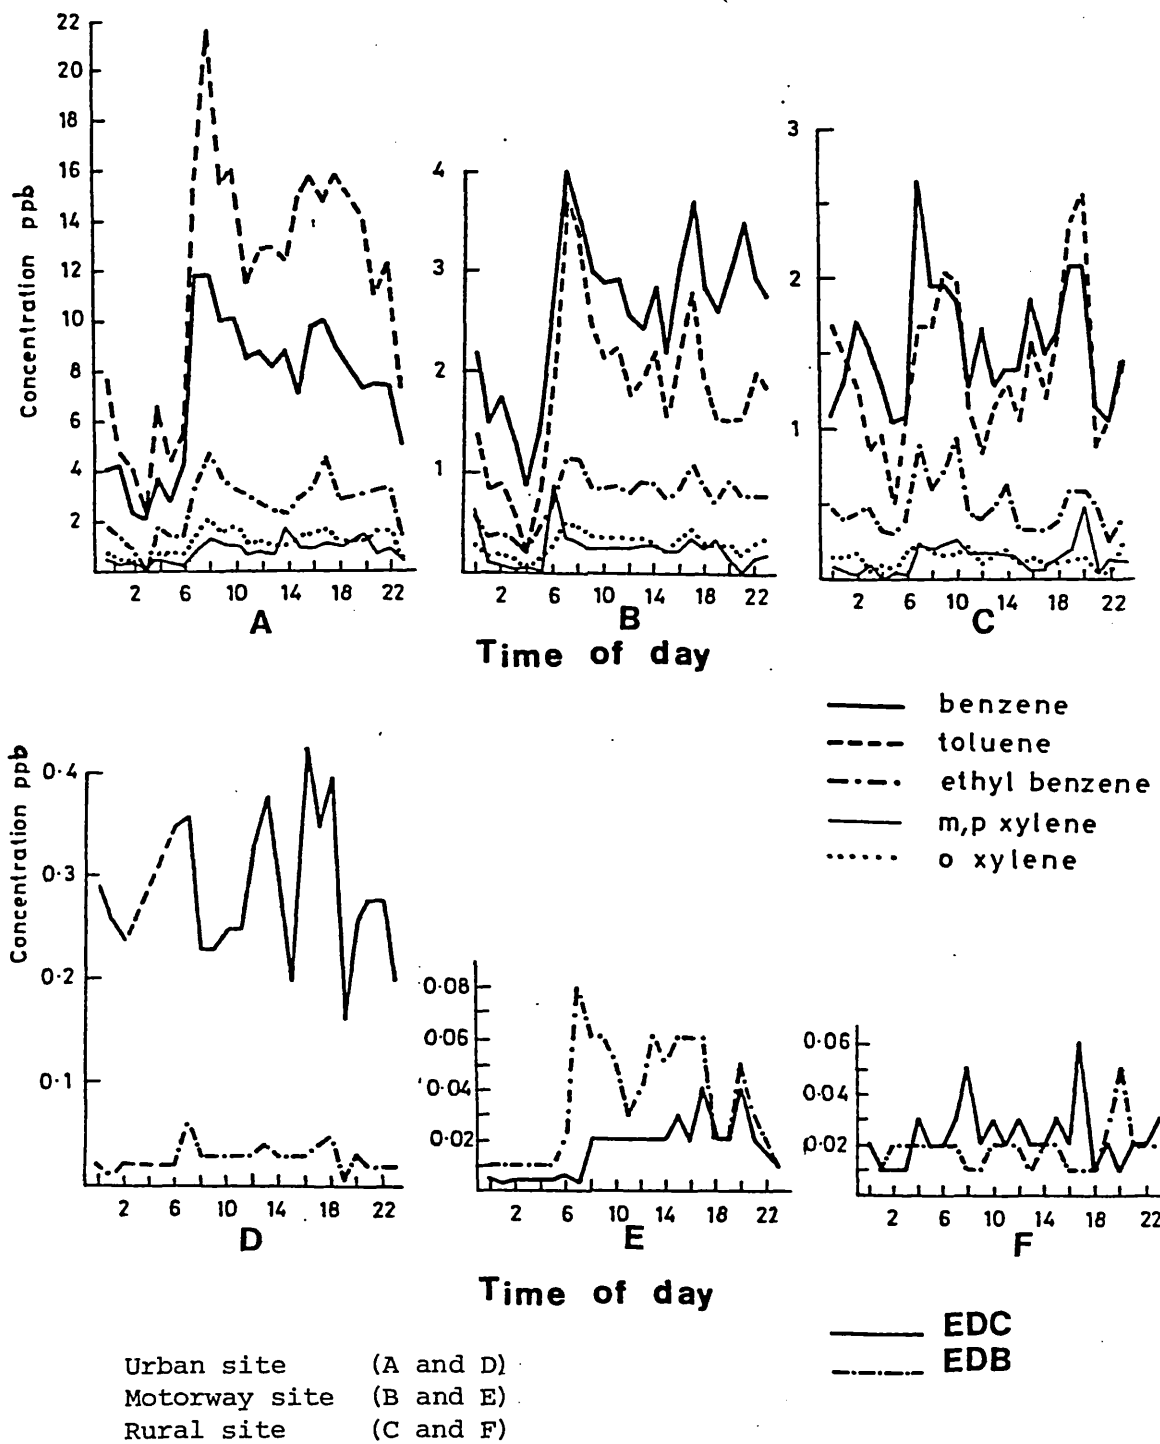 Concentration ppb
22
20
18
16
14
12
10
8
6
4
2
2 6 10 14 18 22
A
4
3
2
1
2 6 10 14 18 22
B
3
2
1
2 6 10 14 18 22
C
Time of day
benzene
toluene
ethyl benzene
m,p xylene
o xylene
Concentration ppb
0·4
0·3
0·2
0·1
2 6 10 14 18 22
D
0·08
0·06
0·04
0·02
2 6 10 14 18 22
E
0·06
0·04
0·02
2 6 10 14 18 22
F
Time of day
EDC
EDB
Urban site (A and D)
Motorway site (B and E)
Rural site (C and F)